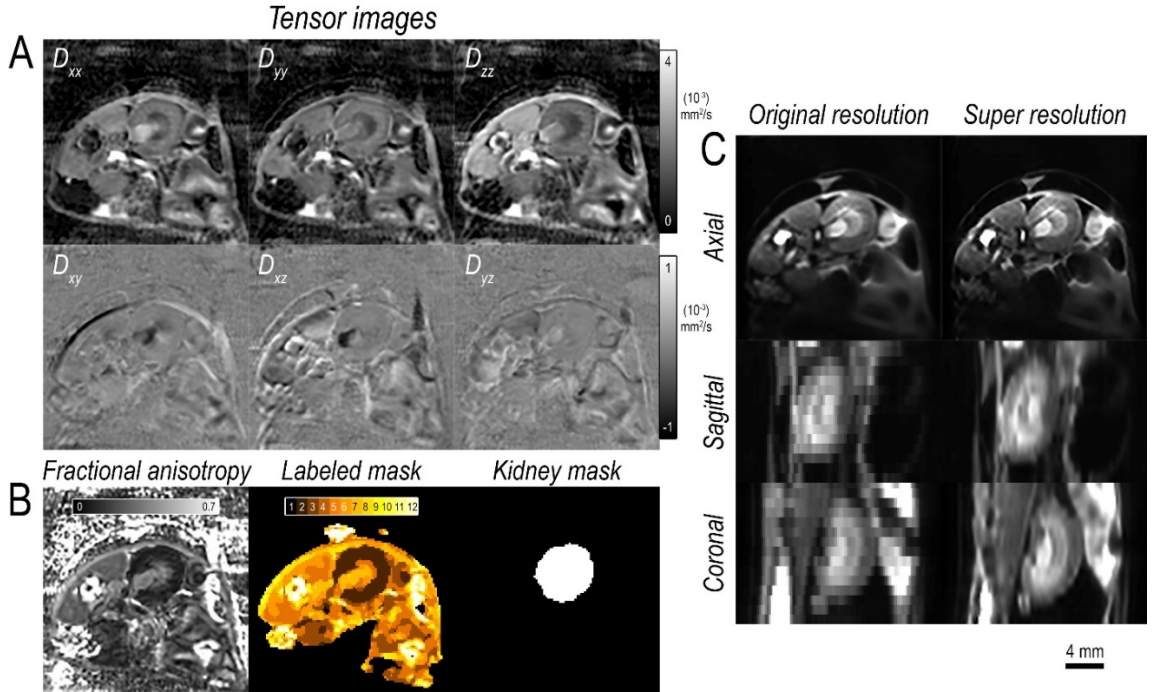 Tensor images
A
Dxx
Dyy
Dzz
4
(10-3)
mm²/s
0
Dxy
Dxz
Dyz
1
(10-3)
mm²/s
-1
B
Fractional anisotropy
Labeled mask
Kidney mask
0 0.7
1 2 3 4 5 6 7 8 9 10 11 12
C
Original resolution
Super resolution
Axial
Sagittal
Coronal
4 mm